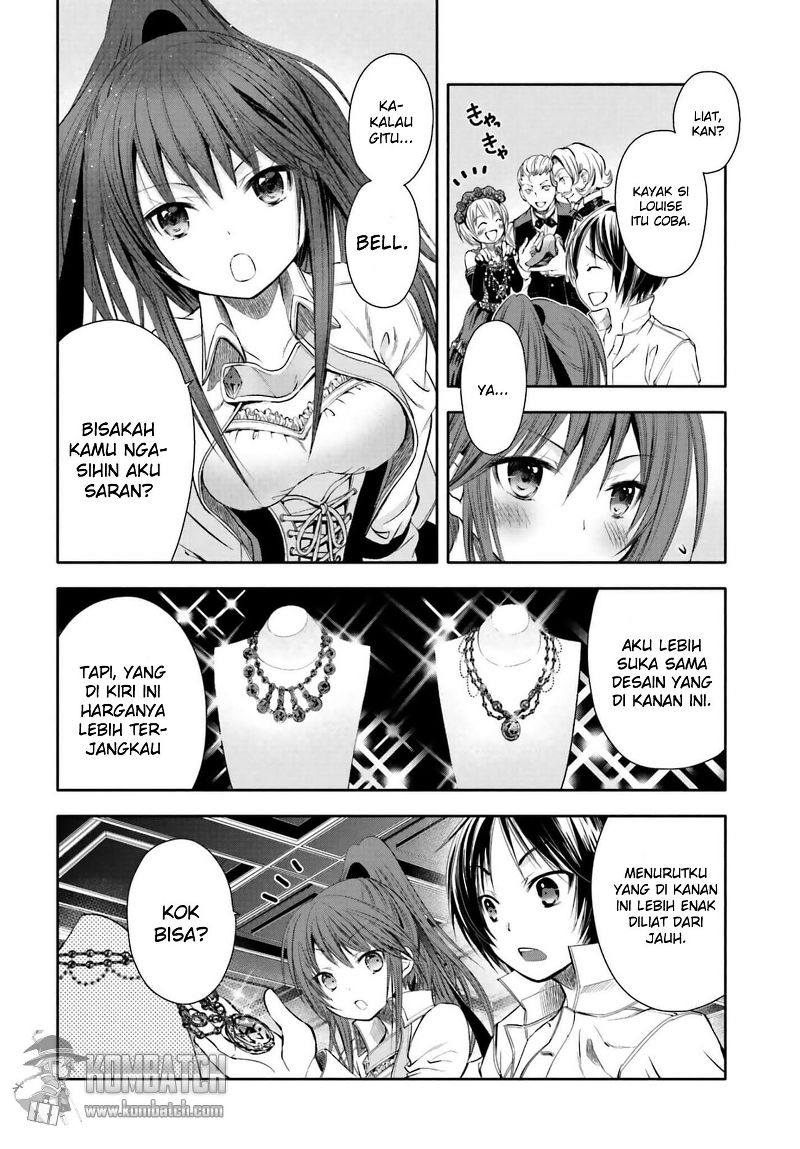 LIAT,
KAN?
KAYAK SI
LOUISE
ITU COBA.
きゃっ
きゃ
YA...
KA-
KALAU
GITU...
BELL.
BISAKAH
KAMU NGA-
SIHIN AKU
SARAN?
AKU LEBIH
SUKA SAMA
DESAIN YANG
DI KANAN INI.
TAPI, YANG
DI KIRI INI
HARGANYA
LEBIH TER-
JANGKAU
MENURUTKU
YANG DI KANAN
INI LEBIH ENAK
DILIAT DARI
JAUH.
KOK
BISA?
KOMBATCH
www.kombatch.com